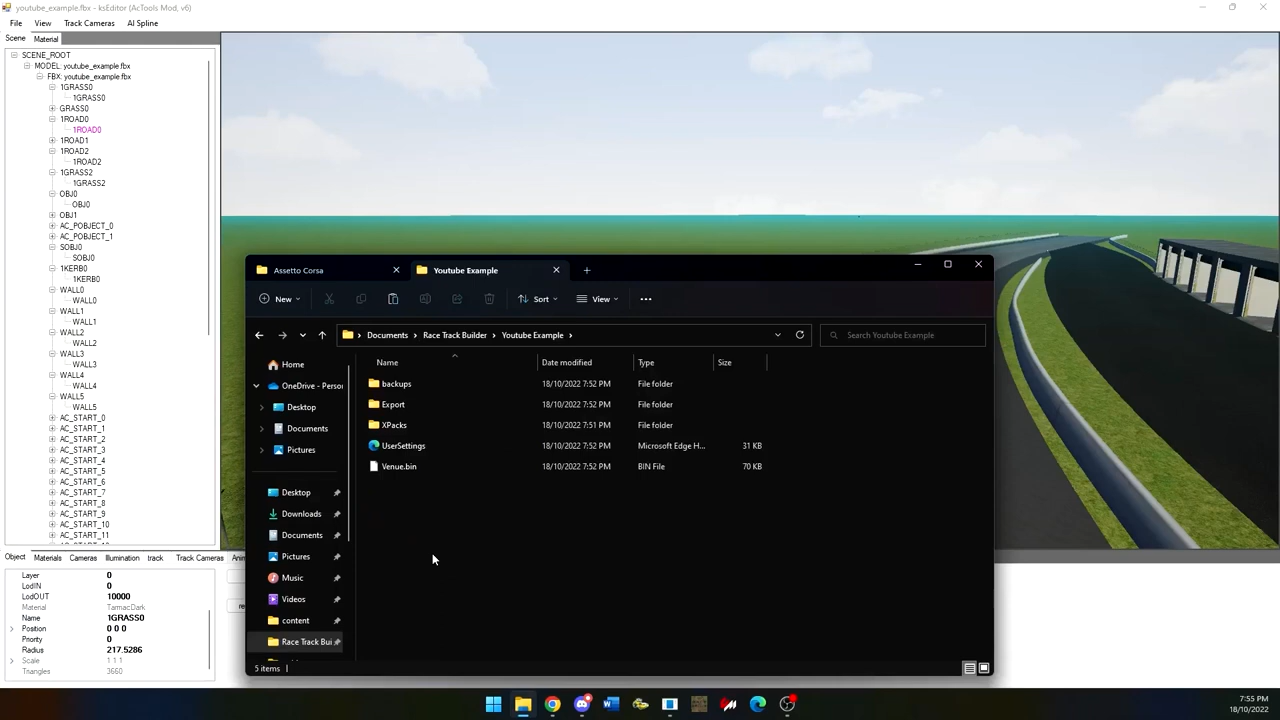 youtube_example.fbx - ksEditor (AcTools Mod, v6)
File View Track Cameras AI Spline
Scene Material
SCENE_ROOT
MODEL: youtube_example.fbx
FBX: youtube_example.fbx
1GRASS0
1GRASS0
GRASS0
1ROAD0
1ROAD0
1ROAD1
1ROAD2
1ROAD2
1GRASS2
1GRASS2
OBJ0
OBJ0
OBJ1
AC_POBJECT_0
AC_POBJECT_1
SOBJ0
SOBJ0
1KERB0
1KERB0
WALL0
WALL0
WALL1
WALL1
WALL2
WALL2
WALL3
WALL3
WALL4
WALL4
WALL5
WALL5
AC_START_0
AC_START_1
AC_START_2
AC_START_3
AC_START_4
AC_START_5
AC_START_6
AC_START_7
AC_START_8
AC_START_9
AC_START_10
AC_START_11
Object Materials Cameras Illumination track Track Cameras
Layer 0
LodIN 0
LodOUT 10000
Material TarmacDark
Name 1GRASS0
Position 0 0 0
Priority 0
Radius 217.5286
Scale 1 1 1
Triangles 3660
Assetto Corsa Youtube Example
New Sort View
Documents Race Track Builder Youtube Example Search Youtube Example
Name Date modified Type Size
backups 18/10/2022 7:52 PM File folder
Export 18/10/2022 7:52 PM File folder
XPacks 18/10/2022 7:51 PM File folder
UserSettings 18/10/2022 7:52 PM Microsoft Edge H... 31 KB
Venue.bin 18/10/2022 7:52 PM BIN File 70 KB
Home
OneDrive - Person
Desktop
Documents
Pictures
Desktop
Downloads
Documents
Pictures
Music
Videos
content
Race Track Bui
5 items
7:55 PM
18/10/2022